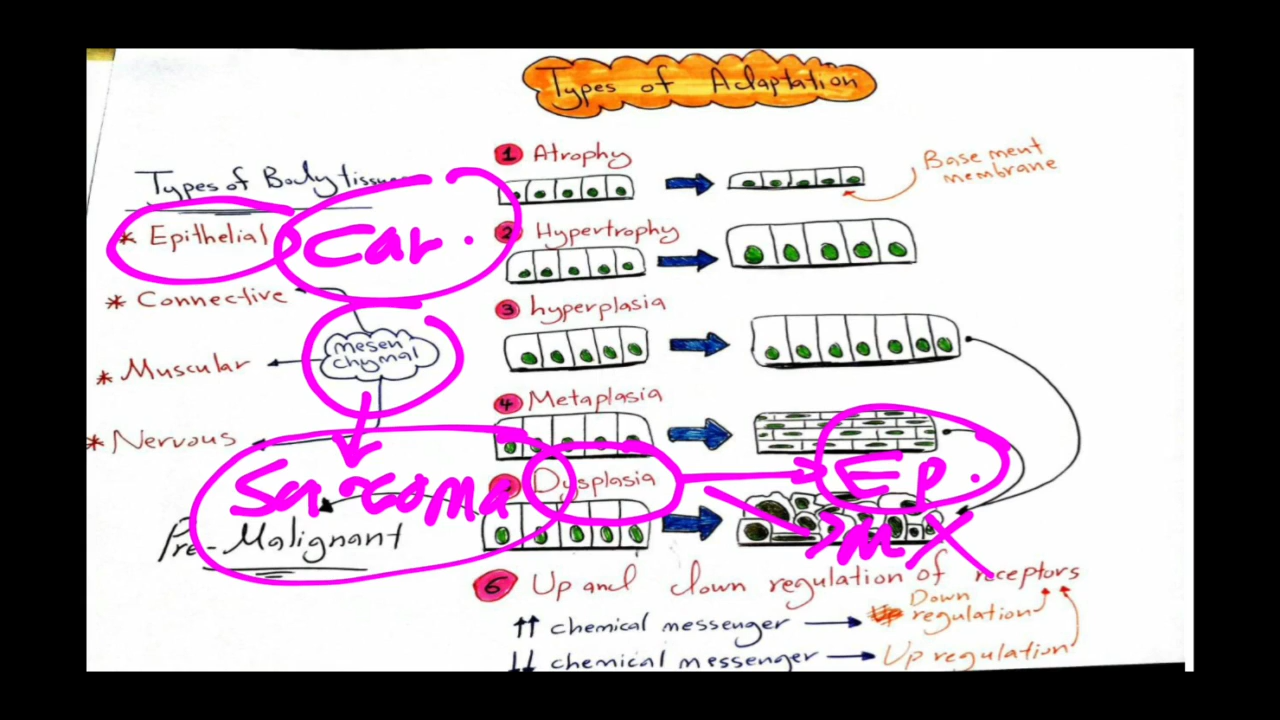 Types of Adaptation
Types of Body tissue
* Epithelial
Car.
* Connective
mesen
chymal
* Muscular
* Nervous
Sarcoma
Pre-Malignant
1 Atrophy
Basement
membrane
2 Hypertrophy
3 hyperplasia
4 Metaplasia
Dysplasia
Ep.
6 Up and down regulation of receptors
↑↑ chemical messenger → Down
regulation
↓↓ chemical messenger → Up regulation